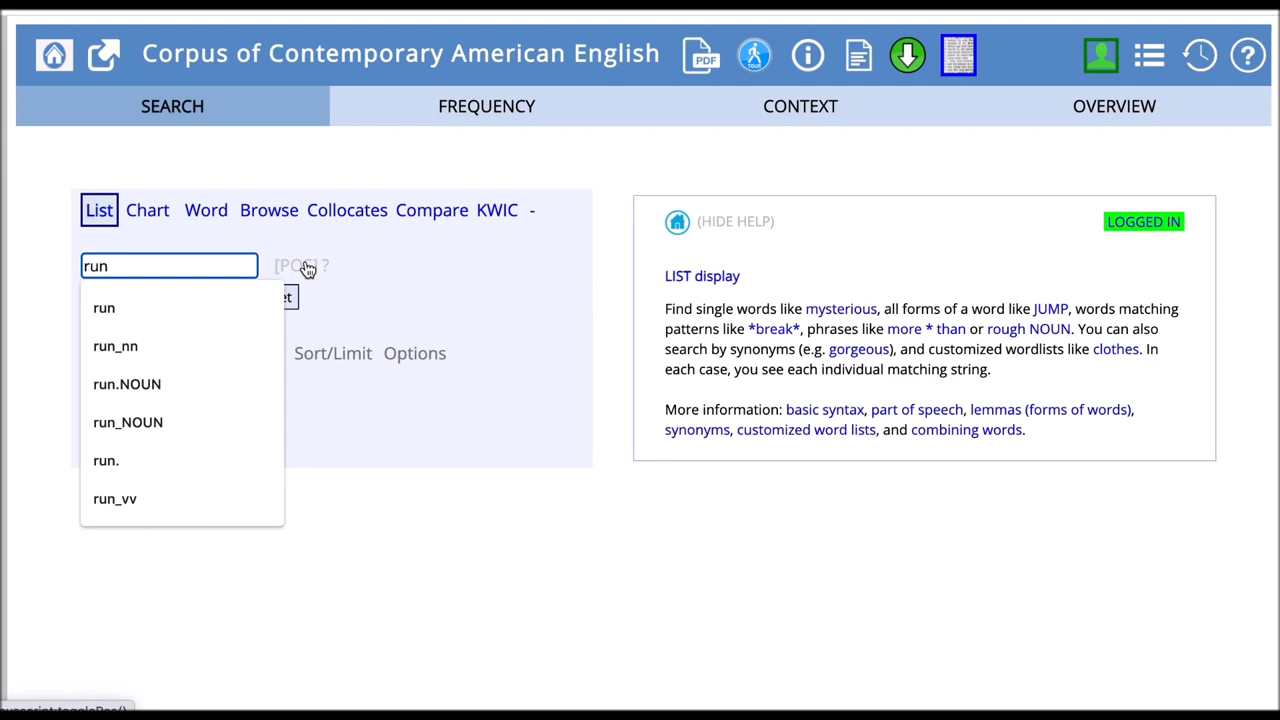 Corpus of Contemporary American English PDF TOUR
SEARCH FREQUENCY CONTEXT OVERVIEW
List Chart Word Browse Collocates Compare KWIC -
run [POS] ?
run
run_nn
run.NOUN
run_NOUN
run.
run_vv
Sort/Limit Options
(HIDE HELP) LOGGED IN
LIST display
Find single words like mysterious, all forms of a word like JUMP, words matching
patterns like *break*, phrases like more * than or rough NOUN. You can also
search by synonyms (e.g. gorgeous), and customized wordlists like clothes. In
each case, you see each individual matching string.
More information: basic syntax, part of speech, lemmas (forms of words),
synonyms, customized word lists, and combining words.